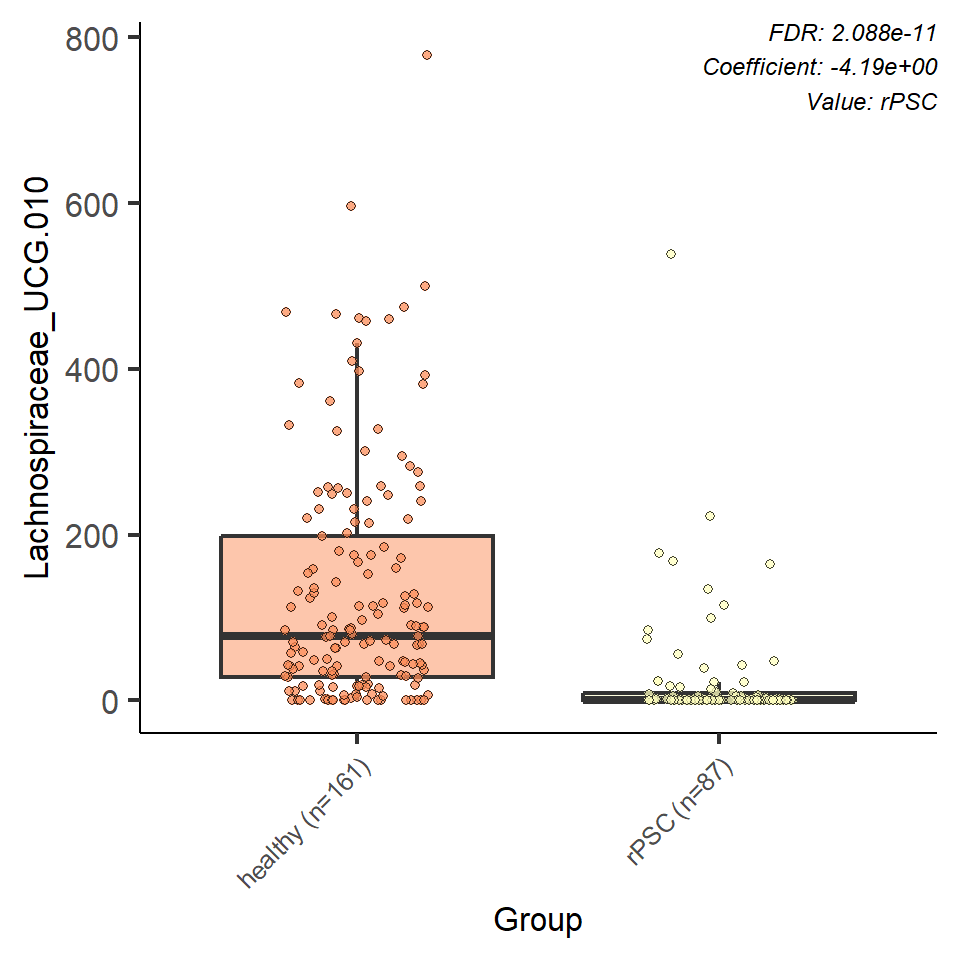 FDR: 2.088e-11
Coefficient: -4.19e+00
Value: rPSC
Lachnospiraceae_UCG.010
800
600
400
200
0
healthy (n=161)
rPSC (n=87)
Group